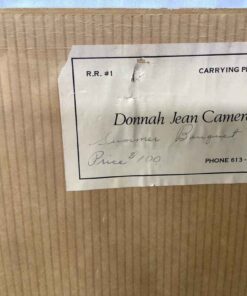 R.R. #1 CARRYING P
Donnah Jean Camer
Summer Bouquet
Price $100
PHONE 613-